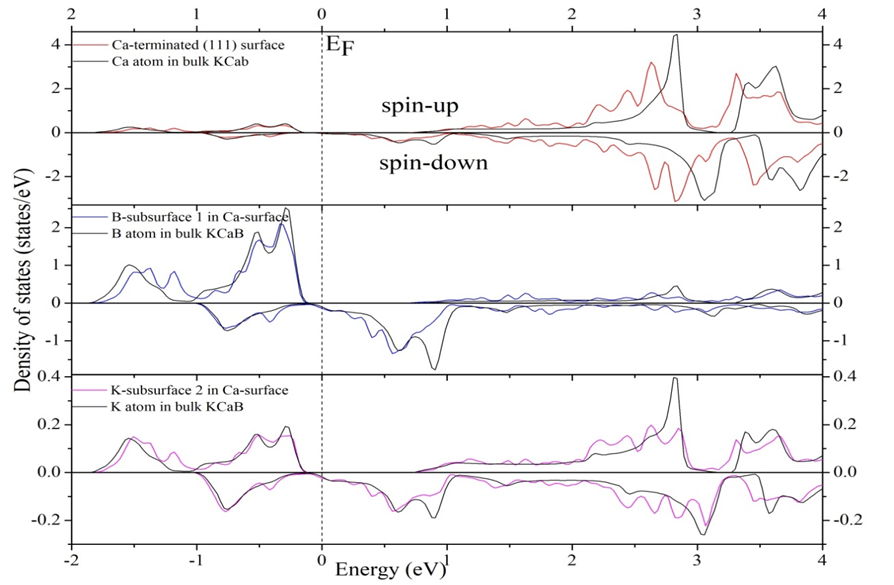 -2 -1 0 1 2 3 4
E_F
Ca-terminated (111) surface
Ca atom in bulk KCab
spin-up
spin-down
4
2
0
-2
4
2
0
-2
B-subsurface 1 in Ca-surface
B atom in bulk KCaB
2
1
0
-1
2
1
0
-1
K-subsurface 2 in Ca-surface
K atom in bulk KCaB
0.4
0.2
0.0
-0.2
0.2
0.0
-0.2
Density of states (states/eV)
-2 -1 0 1 2 3 4
Energy (eV)